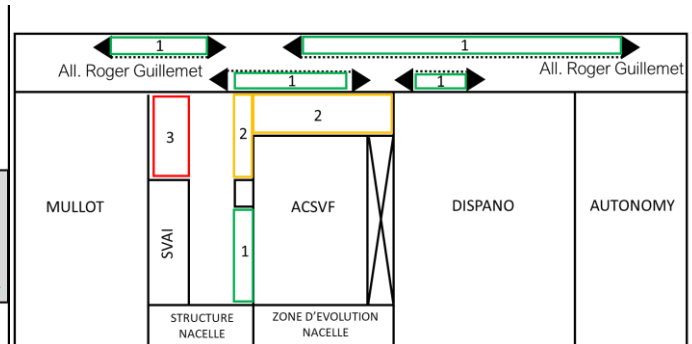 1
1
All. Roger Guillemet
1
1
All. Roger Guillemet
3
2
2
MULLOT
SVAI
1
ACSVF
DISPANO
AUTONOMY
STRUCTURE
NACELLE
ZONE D'EVOLUTION
NACELLE